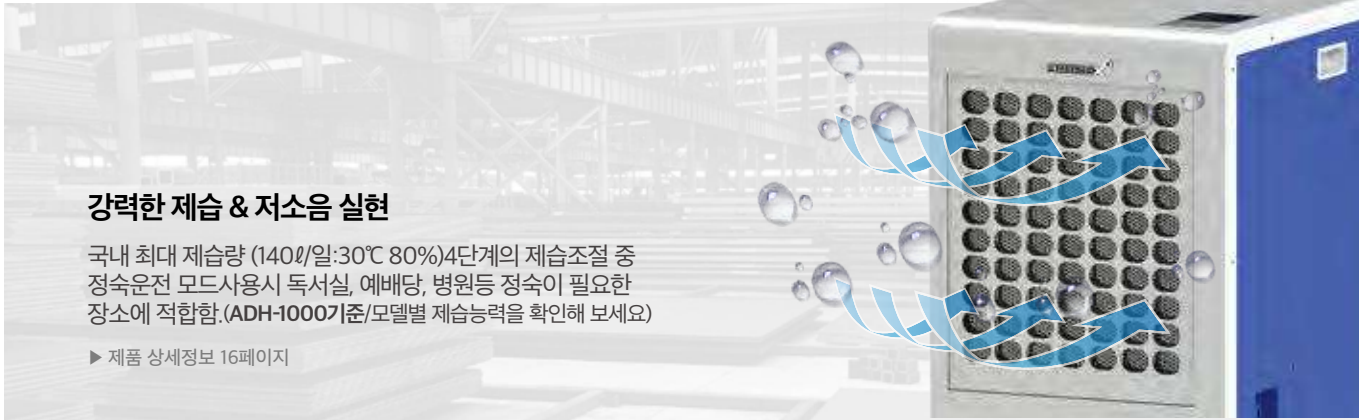 강력한 제습 & 저소음 실현
국내 최대 제습량 (140ℓ/일:30℃ 80%)4단계의 제습조절 중
정숙운전 모드사용시 독서실, 예배당, 병원등 정숙이 필요한
장소에 적합함.(ADH-1000기준/모델별 제습능력을 확인해 보세요)
▶ 제품 상세정보 16페이지